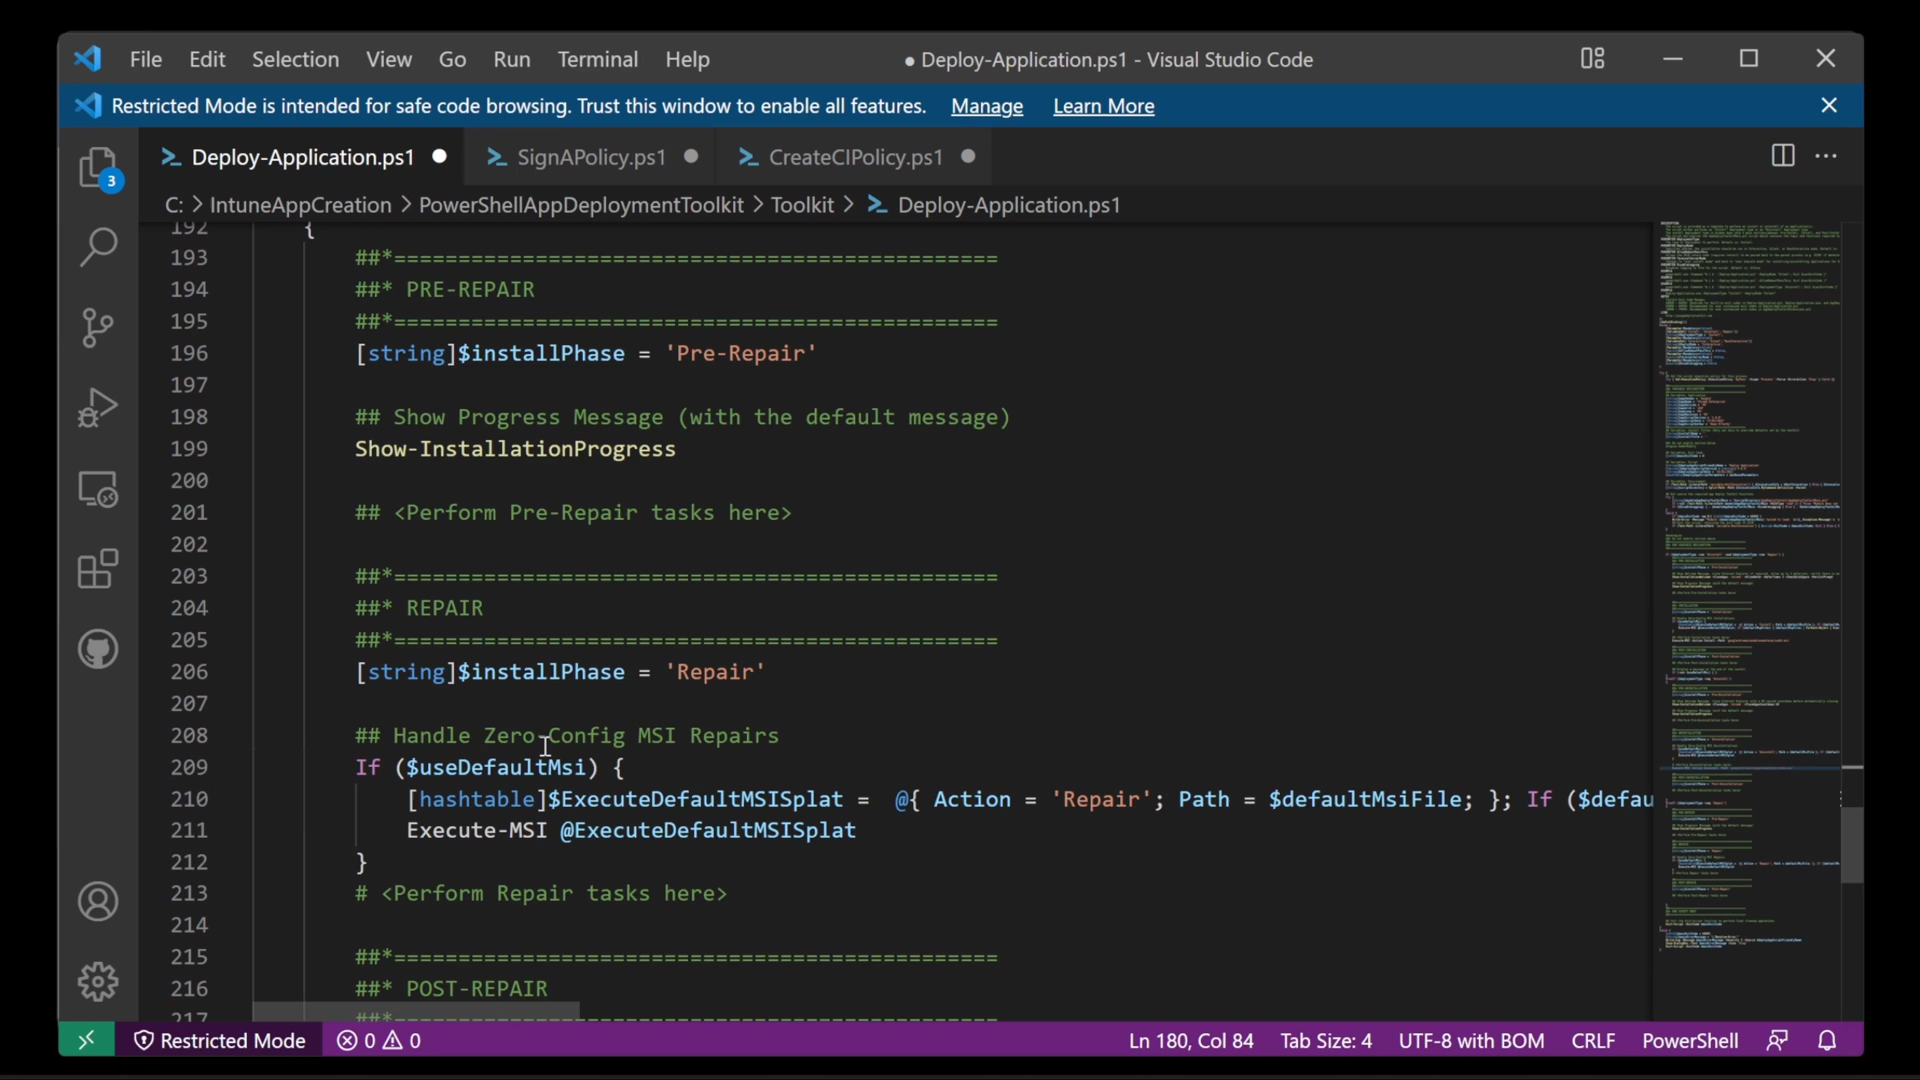 File Edit Selection View Go Run Terminal Help ● Deploy-Application.ps1 - Visual Studio Code
Restricted Mode is intended for safe code browsing. Trust this window to enable all features. Manage Learn More
Deploy-Application.ps1 SignAPolicy.ps1 CreateCIPolicy.ps1
3
C: > IntuneAppCreation > PowerShellAppDeploymentToolkit > Toolkit > Deploy-Application.ps1
192 {
193 ##*===============================================
194 ##* PRE-REPAIR
195 ##*===============================================
196 [string]$installPhase = 'Pre-Repair'
197
198 ## Show Progress Message (with the default message)
199 Show-InstallationProgress
200
201 ## <Perform Pre-Repair tasks here>
202
203 ##*===============================================
204 ##* REPAIR
205 ##*===============================================
206 [string]$installPhase = 'Repair'
207
208 ## Handle Zero-Config MSI Repairs
209 If ($useDefaultMsi) {
210 [hashtable]$ExecuteDefaultMSISplat =  @{ Action = 'Repair'; Path = $defaultMsiFile; }; If ($defau
211 Execute-MSI @ExecuteDefaultMSISplat
212 }
213 # <Perform Repair tasks here>
214
215 ##*===============================================
216 ##* POST-REPAIR
217 ##*===============================================
Restricted Mode 0 0 Ln 180, Col 84 Tab Size: 4 UTF-8 with BOM CRLF PowerShell